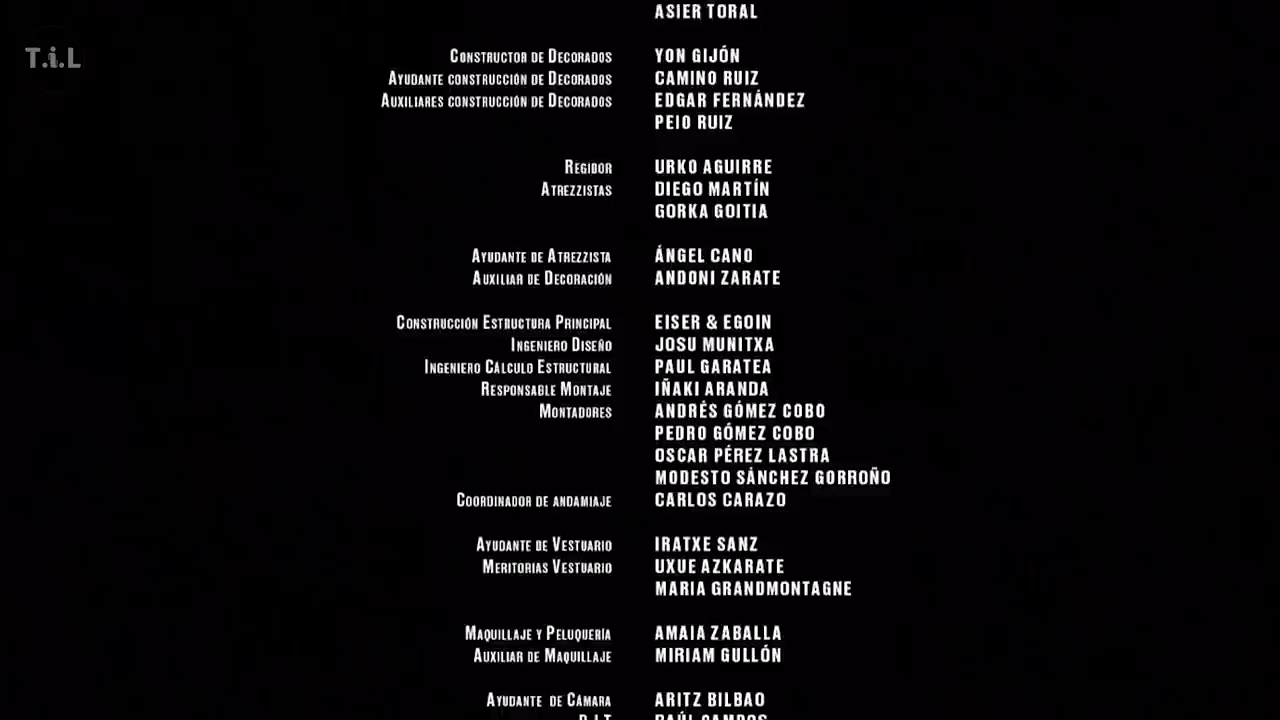 ASIER TORAL
T.i.L
CONSTRUCTOR DE DECORADOS YON GIJÓN
AYUDANTE CONSTRUCCIÓN DE DECORADOS CAMINO RUIZ
AUXILIARES CONSTRUCCIÓN DE DECORADOS EDGAR FERNÁNDEZ
PEIO RUIZ
REGIDOR URKO AGUIRRE
ATREZZISTAS DIEGO MARTÍN
GORKA GOITIA
AYUDANTE DE ATREZZISTA ÁNGEL CANO
AUXILIAR DE DECORACIÓN ANDONI ZARATE
CONSTRUCCIÓN ESTRUCTURA PRINCIPAL EISER & EGOIN
INGENIERO DISEÑO JOSU MUNITXA
INGENIERO CÁLCULO ESTRUCTURAL PAUL GARATEA
RESPONSABLE MONTAJE IÑAKI ARANDA
MONTADORES ANDRÉS GÓMEZ COBO
PEDRO GÓMEZ COBO
OSCAR PÉREZ LASTRA
MODESTO SÁNCHEZ GORROÑO
COORDINADOR DE ANDAMIAJE CARLOS CARAZO
AYUDANTE DE VESTUARIO IRATXE SANZ
MERITORIAS VESTUARIO UXUE AZKARATE
MARIA GRANDMONTAGNE
MAQUILLAJE Y PELUQUERÍA AMAIA ZABALLA
AUXILIAR DE MAQUILLAJE MIRIAM GULLÓN
AYUDANTE DE CÁMARA ARITZ BILBAO
D.I.T RAÚL CAMPOS